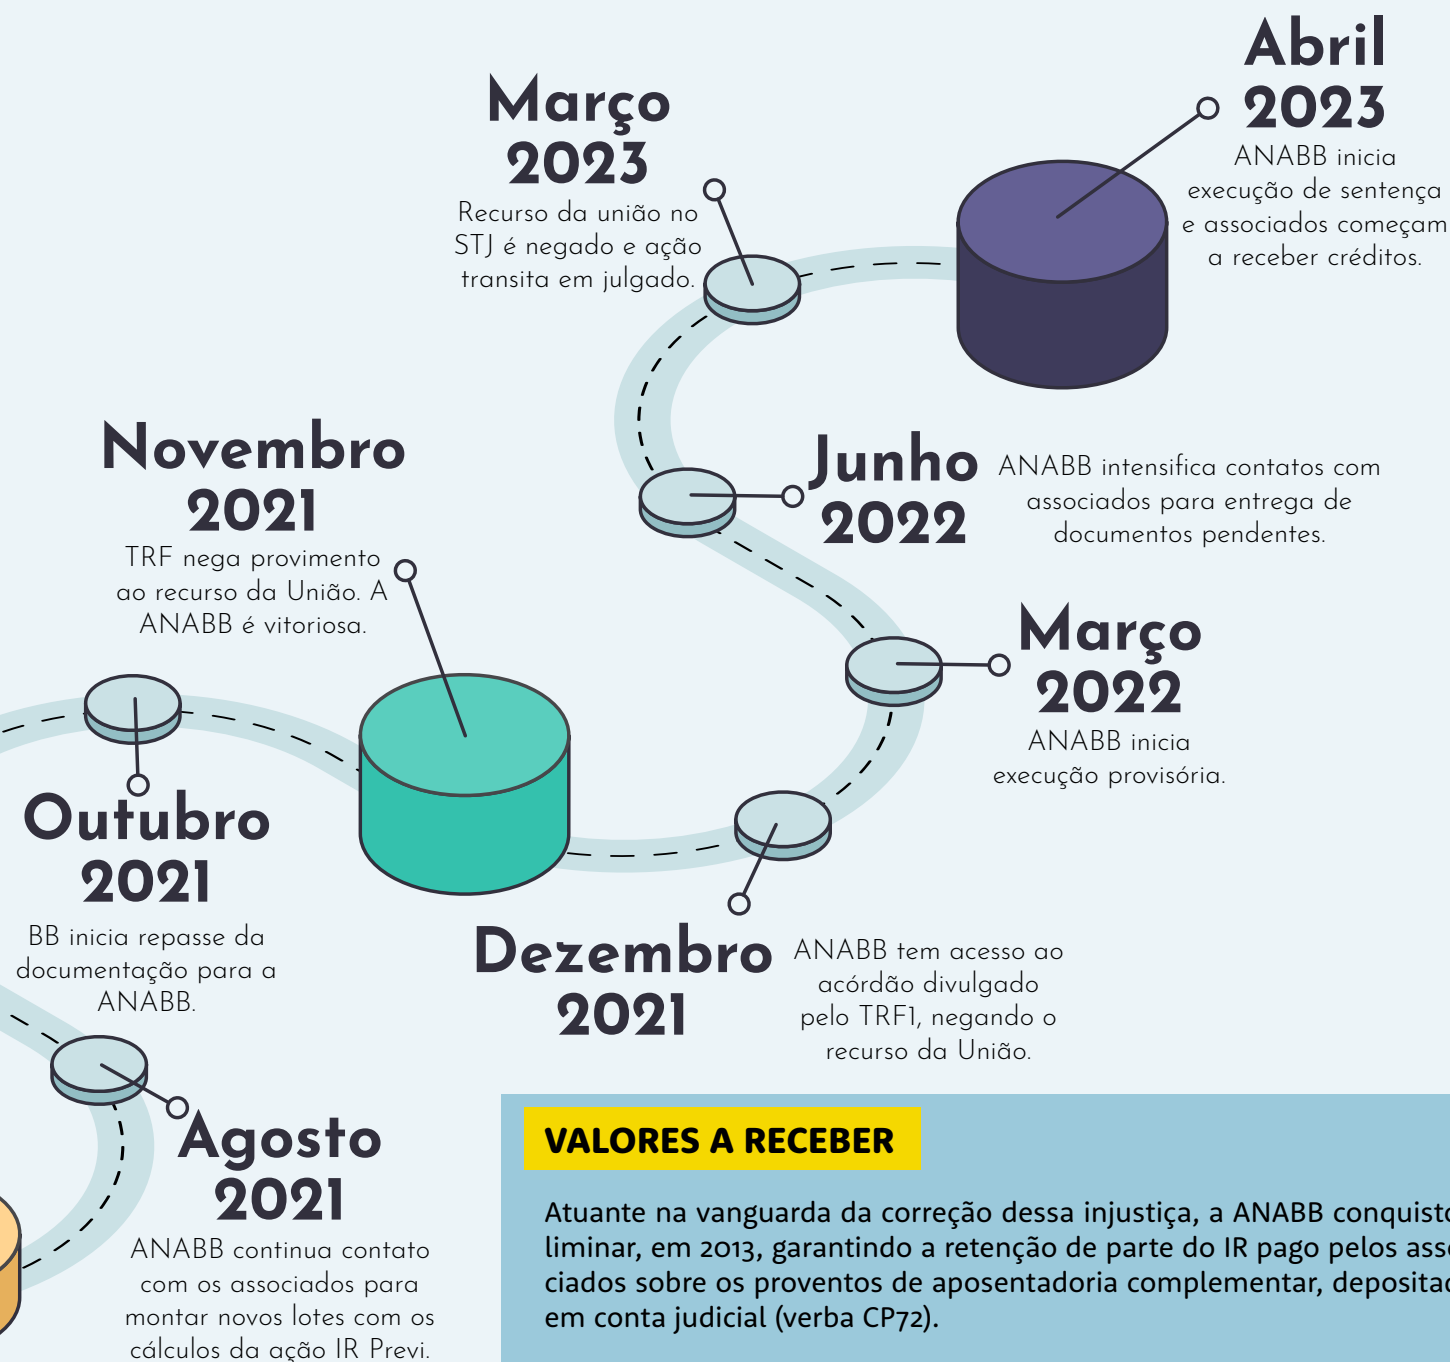 Abril
2023
ANABB inicia
execução de sentença
e associados começam
a receber créditos.
Março
2023
Recurso da união no
STJ é negado e ação
transita em julgado.
Junho
2022
ANABB intensifica contatos com
associados para entrega de
documentos pendentes.
Março
2022
ANABB inicia
execução provisória.
Novembro
2021
TRF nega provimento
ao recurso da União. A
ANABB é vitoriosa.
Outubro
2021
BB inicia repasse da
documentação para a
ANABB.
Dezembro
2021
ANABB tem acesso ao
acórdão divulgado
pelo TRF1, negando o
recurso da União.
Agosto
2021
ANABB continua contato
com os associados para
montar novos lotes com os
cálculos da ação IR Previ.
VALORES A RECEBER
Atuante na vanguarda da correção dessa injustiça, a ANABB conquisto
liminar, em 2013, garantindo a retenção de parte do IR pago pelos asso
ciados sobre os proventos de aposentadoria complementar, depositad
em conta judicial (verba CP72).